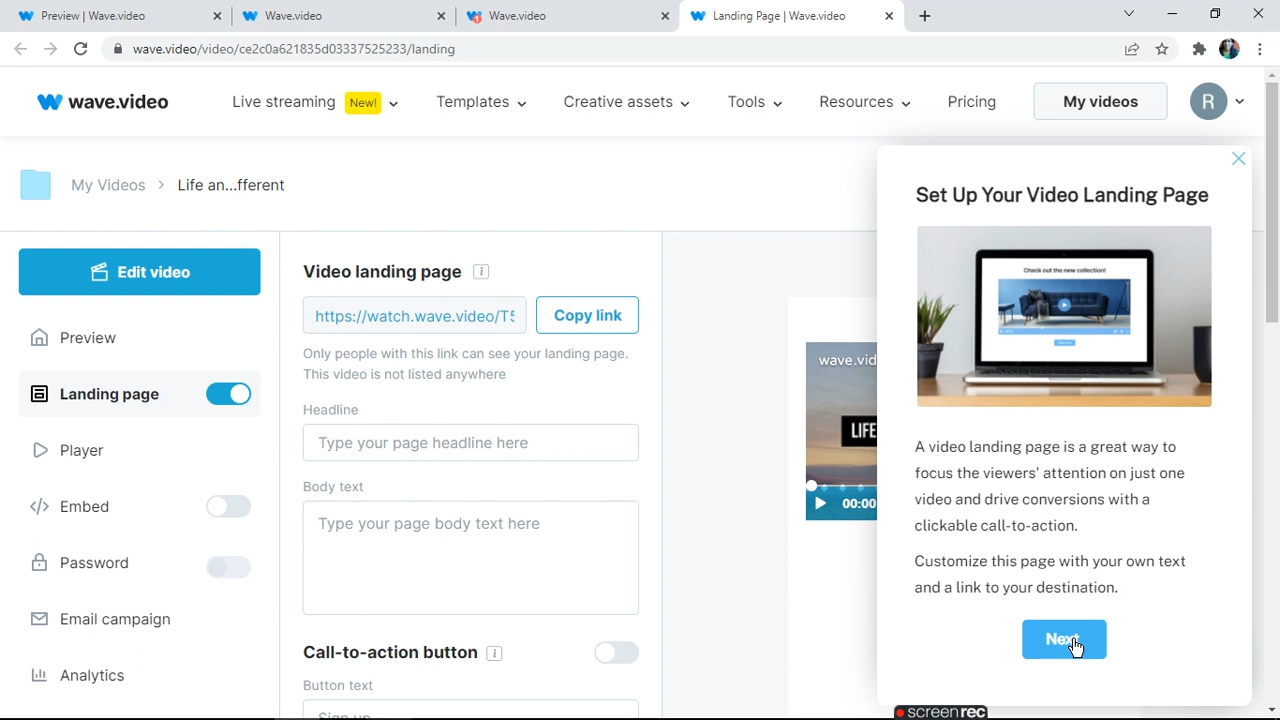 Preview | Wave.video
Wave.video
Wave.video
Landing Page | Wave.video
wave.video/video/ce2c0a621835d03337525233/landing
wave.video
Live streaming New!
Templates
Creative assets
Tools
Resources
Pricing
My videos
R
My Videos > Life an...fferent
Edit video
Preview
Landing page
Player
Embed
Password
Email campaign
Analytics
Video landing page i
https://watch.wave.video/T5
Copy link
Only people with this link can see your landing page.
This video is not listed anywhere
Headline
Type your page headline here
Body text
Type your page body text here
Call-to-action button i
Button text
Sign up
wave.vid
LIFE
00:00
Set Up Your Video Landing Page
Check out the new collection!
A video landing page is a great way to
focus the viewers' attention on just one
video and drive conversions with a
clickable call-to-action.
Customize this page with your own text
and a link to your destination.
Next
screenrec